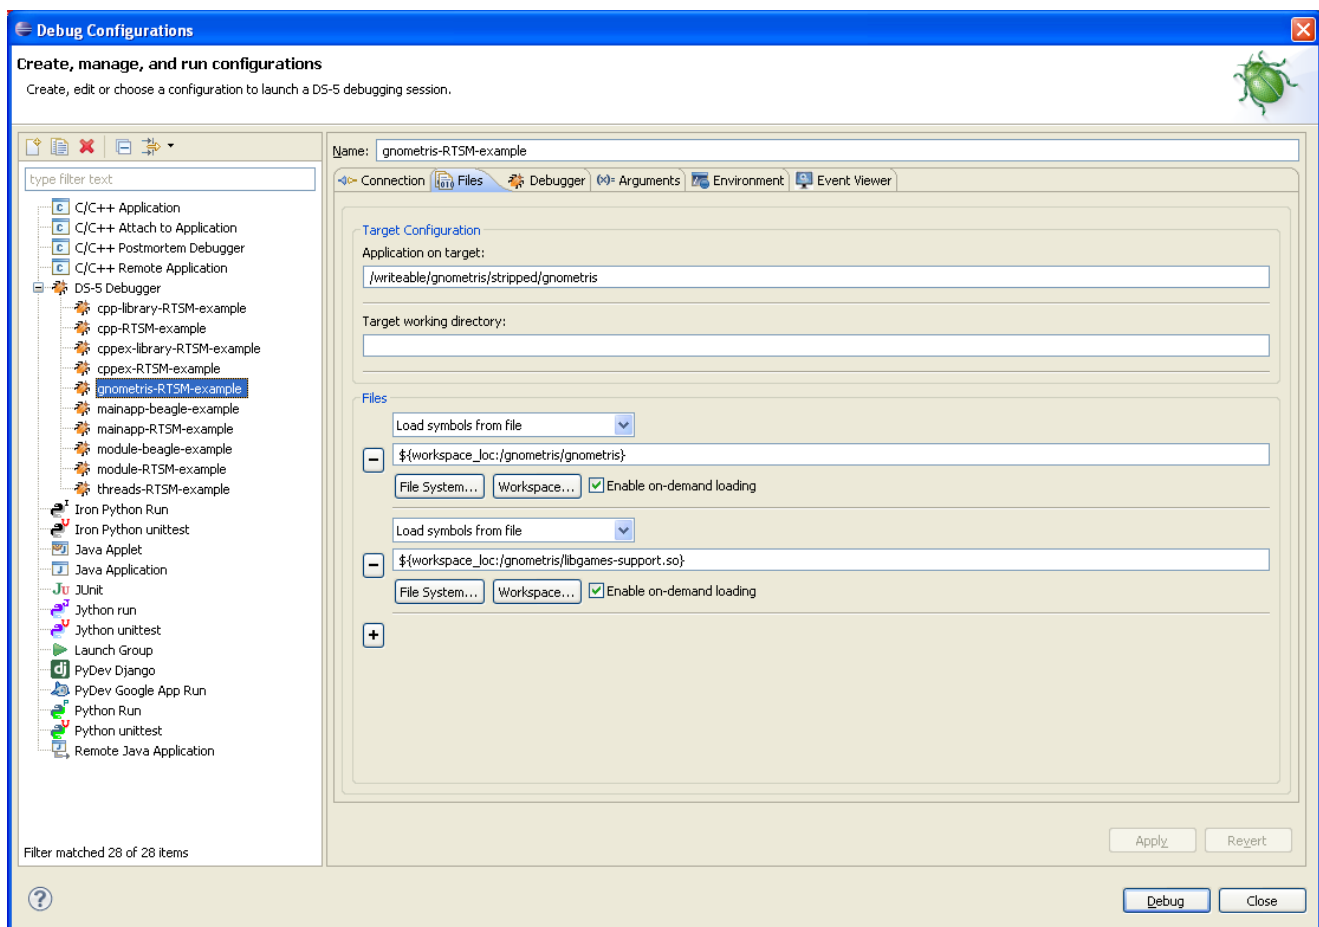 Debug Configurations
Create, manage, and run configurations
Create, edit or choose a configuration to launch a DS-5 debugging session.
type filter text
C/C++ Application
C/C++ Attach to Application
C/C++ Postmortem Debugger
C/C++ Remote Application
DS-5 Debugger
cpp-library-RTSM-example
cpp-RTSM-example
cppex-library-RTSM-example
cppex-RTSM-example
gnometris-RTSM-example
mainapp-beagle-example
mainapp-RTSM-example
module-beagle-example
module-RTSM-example
threads-RTSM-example
Iron Python Run
Iron Python unittest
Java Applet
Java Application
JUnit
Jython run
Jython unittest
Launch Group
PyDev Django
PyDev Google App Run
Python Run
Python unittest
Remote Java Application
Filter matched 28 of 28 items
Name: gnometris-RTSM-example
Connection Files Debugger Arguments Environment Event Viewer
Target Configuration
Application on target:
/writeable/gnometris/stripped/gnometris
Target working directory:
Files
Load symbols from file
${workspace_loc:/gnometris/gnometris}
File System... Workspace... Enable on-demand loading
Load symbols from file
${workspace_loc:/gnometris/libgames-support.so}
File System... Workspace... Enable on-demand loading
Apply Revert
Debug Close